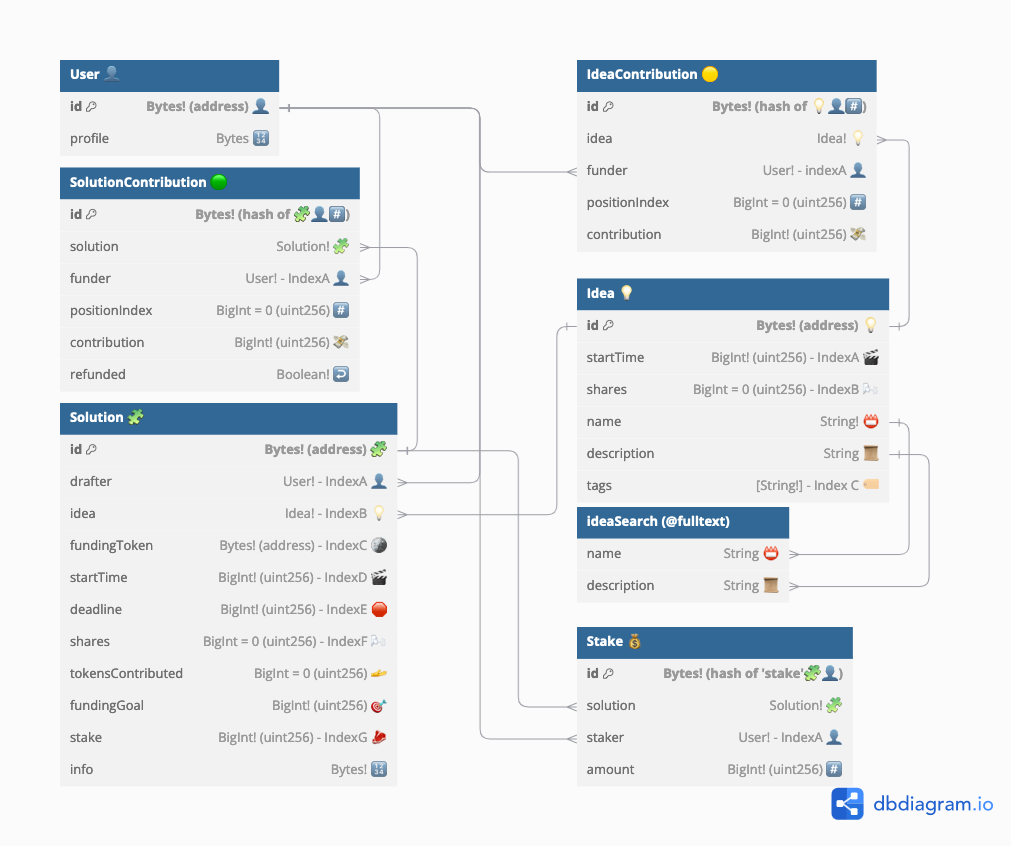 User 👤
id Bytes! (address) 👤
profile Bytes 🔢
SolutionContribution 🟢
id Bytes! (hash of 🧩👤#️⃣)
solution Solution! 🧩
funder User! - IndexA 👤
positionIndex BigInt = 0 (uint256) #️⃣
contribution BigInt! (uint256) 💸
refunded Boolean! ↩️
Solution 🧩
id Bytes! (address) 🧩
drafter User! - IndexA 👤
idea Idea! - IndexB 💡
fundingToken Bytes! (address) - IndexC 🪙
startTime BigInt! (uint256) - IndexD 🎬
deadline BigInt! (uint256) - IndexE 🛑
shares BigInt = 0 (uint256) - IndexF 🌬️
tokensContributed BigInt = 0 (uint256) 🫴
fundingGoal BigInt! (uint256) 🎯
stake BigInt! (uint256) - IndexG 🥩
info Bytes! 🔢
IdeaContribution 🟡
id Bytes! (hash of 💡👤#️⃣)
idea Idea! 💡
funder User! - indexA 👤
positionIndex BigInt = 0 (uint256) #️⃣
contribution BigInt! (uint256) 💸
Idea 💡
id Bytes! (address) 💡
startTime BigInt! (uint256) - IndexA 🎬
shares BigInt = 0 (uint256) - IndexB 🌬️
name String! 📛
description String 📜
tags [String!] - Index C 🏷️
ideaSearch (@fulltext)
name String 📛
description String 📜
Stake 💰
id Bytes! (hash of 'stake'🧩👤)
solution Solution! 🧩
staker User! - IndexA 👤
amount BigInt! (uint256) #️⃣
dbdiagram.io